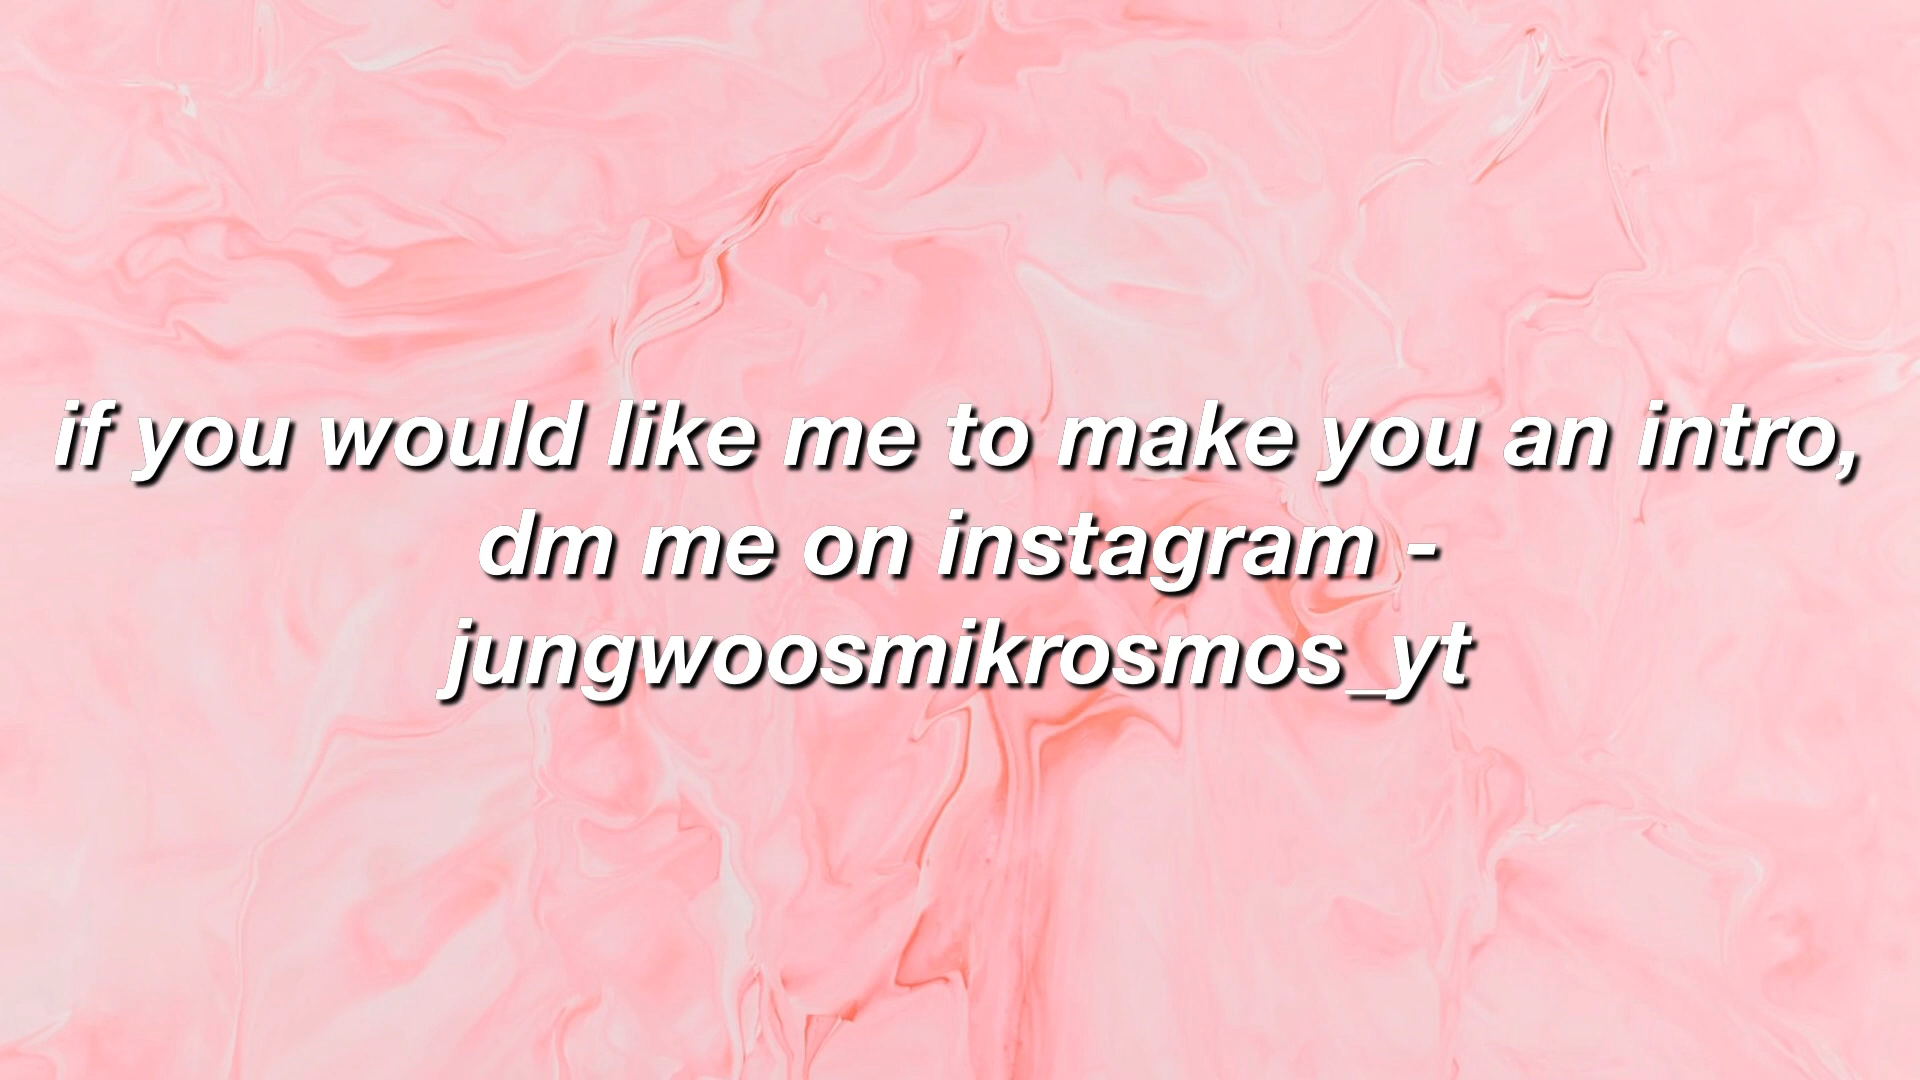 if you would like me to make you an intro,
dm me on instagram -
jungwoosmikrosmos_yt